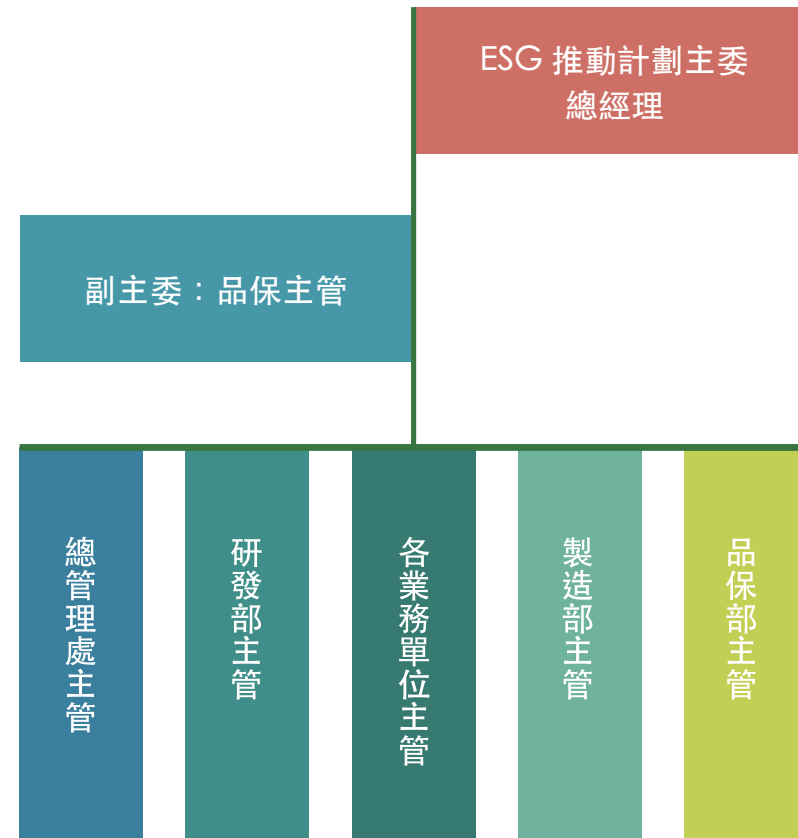 ESG 推動計劃主委
總經理
副主委：品保主管
總管理處主管
研發部主管
各業務單位主管
製造部主管
品保部主管